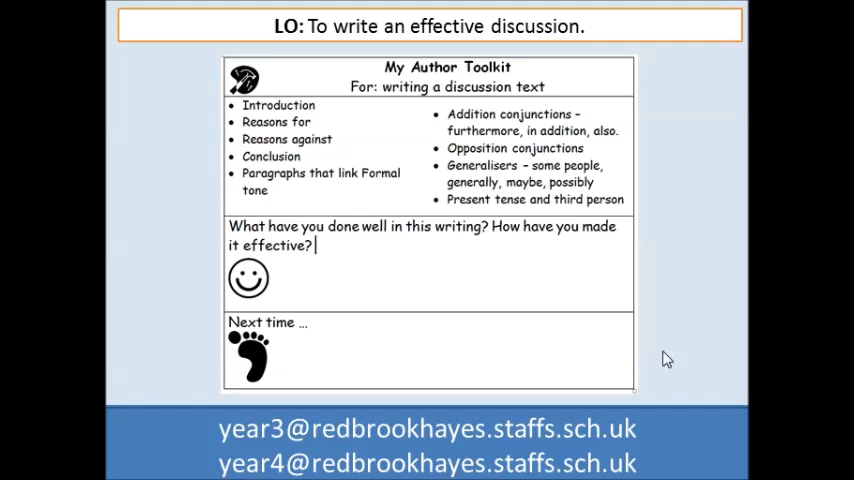 LO: To write an effective discussion.
My Author Toolkit
For: writing a discussion text
• Introduction
• Reasons for
• Reasons against
• Conclusion
• Paragraphs that link Formal
tone
• Addition conjunctions –
furthermore, in addition, also.
• Opposition conjunctions
• Generalisers – some people,
generally, maybe, possibly
• Present tense and third person
What have you done well in this writing? How have you made
it effective?
Next time ...
year3@redbrookhayes.staffs.sch.uk
year4@redbrookhayes.staffs.sch.uk